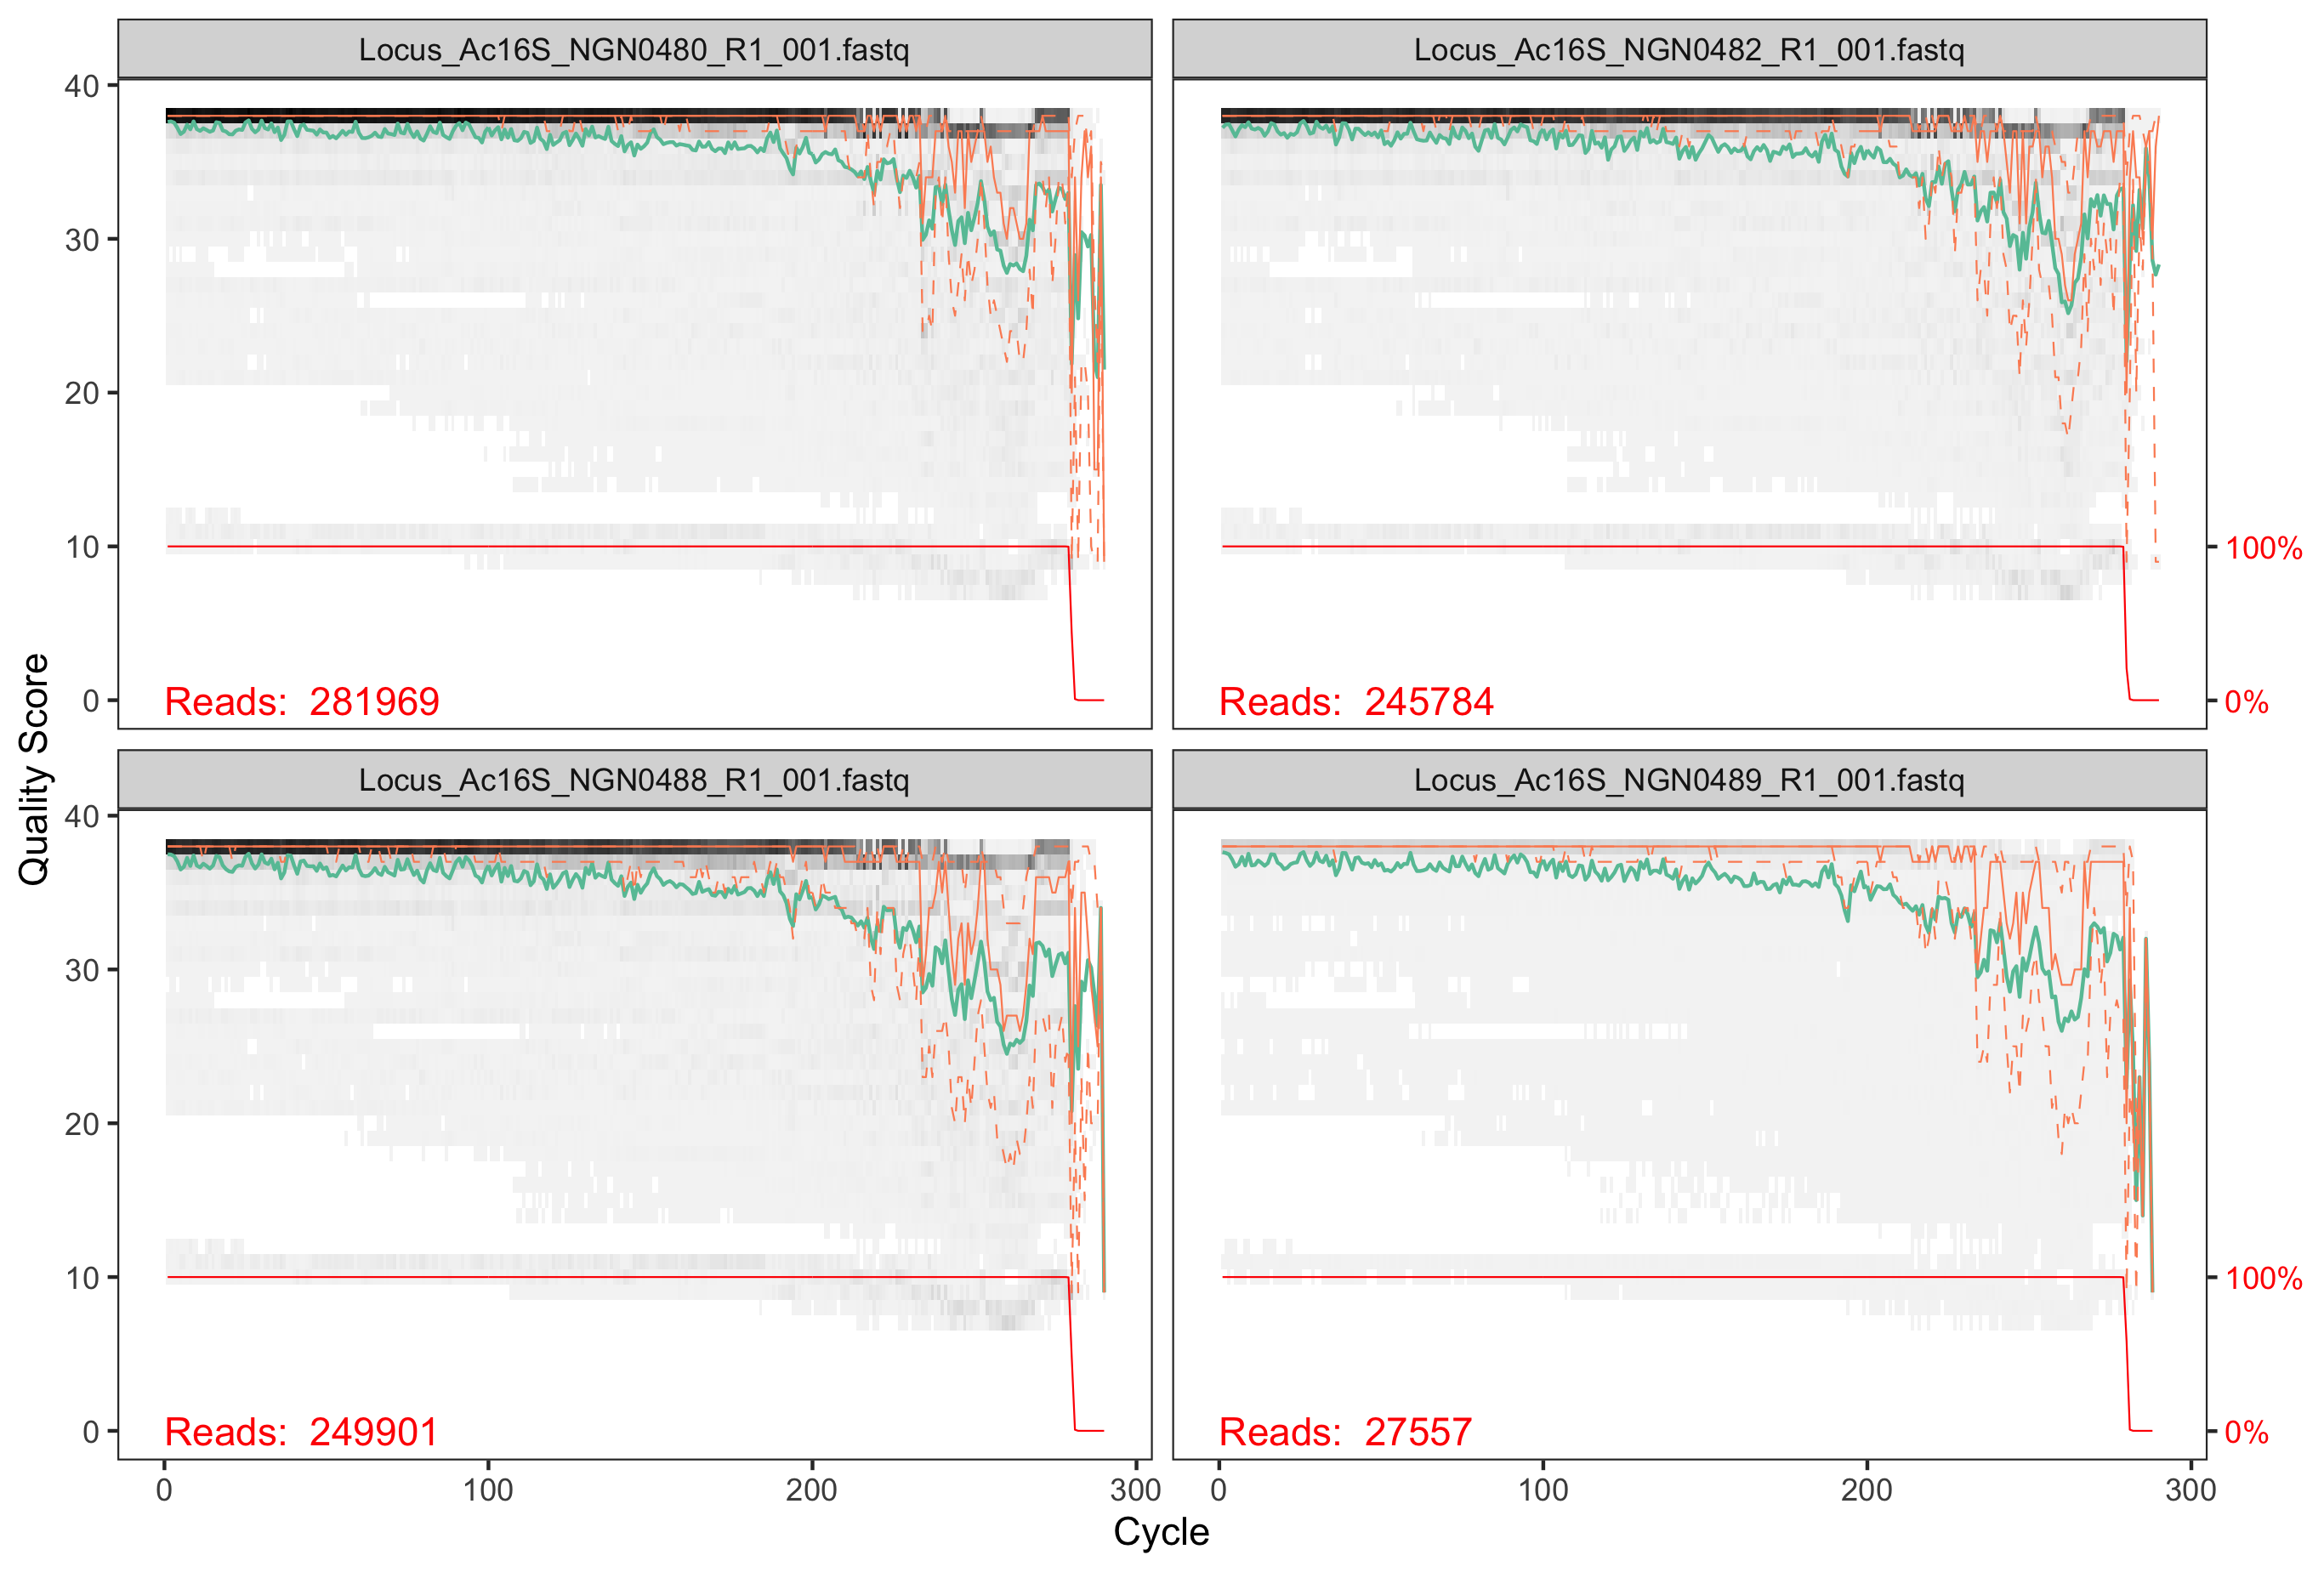 Locus_Ac16S_NGN0480_R1_001.fastq
Locus_Ac16S_NGN0482_R1_001.fastq
40
30
20
10
0
100%
0%
Reads: 281969
Reads: 245784
Quality Score
Locus_Ac16S_NGN0488_R1_001.fastq
Locus_Ac16S_NGN0489_R1_001.fastq
40
30
20
10
0
100%
0%
Reads: 249901
Reads: 27557
0 100 200 300
0 100 200 300
Cycle